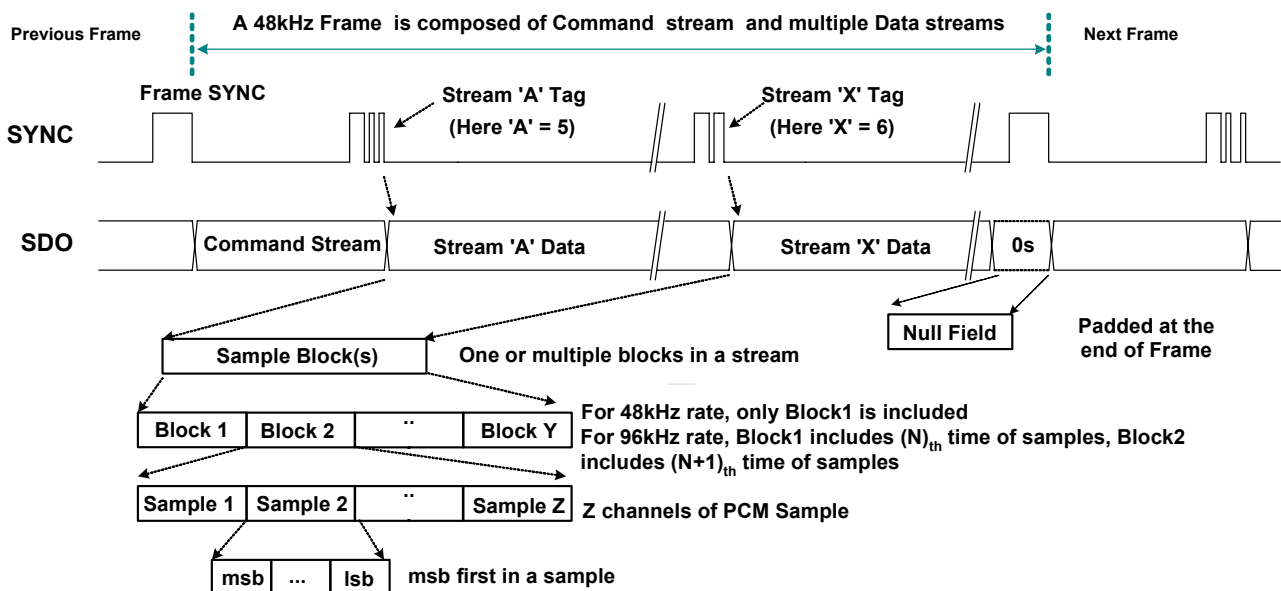 A 48kHz Frame is composed of Command stream and multiple Data streams
Previous Frame
Next Frame
Frame SYNC
Stream 'A' Tag
(Here 'A' = 5)
Stream 'X' Tag
(Here 'X' = 6)
SYNC
SDO
Command Stream
Stream 'A' Data
Stream 'X' Data
0s
Null Field
Padded at the
end of Frame
Sample Block(s)
One or multiple blocks in a stream
Block 1
Block 2
..
Block Y
For 48kHz rate, only Block1 is included
For 96kHz rate, Block1 includes (N)th time of samples, Block2
includes (N+1)th time of samples
Sample 1
Sample 2
..
Sample Z
Z channels of PCM Sample
msb
...
lsb
msb first in a sample